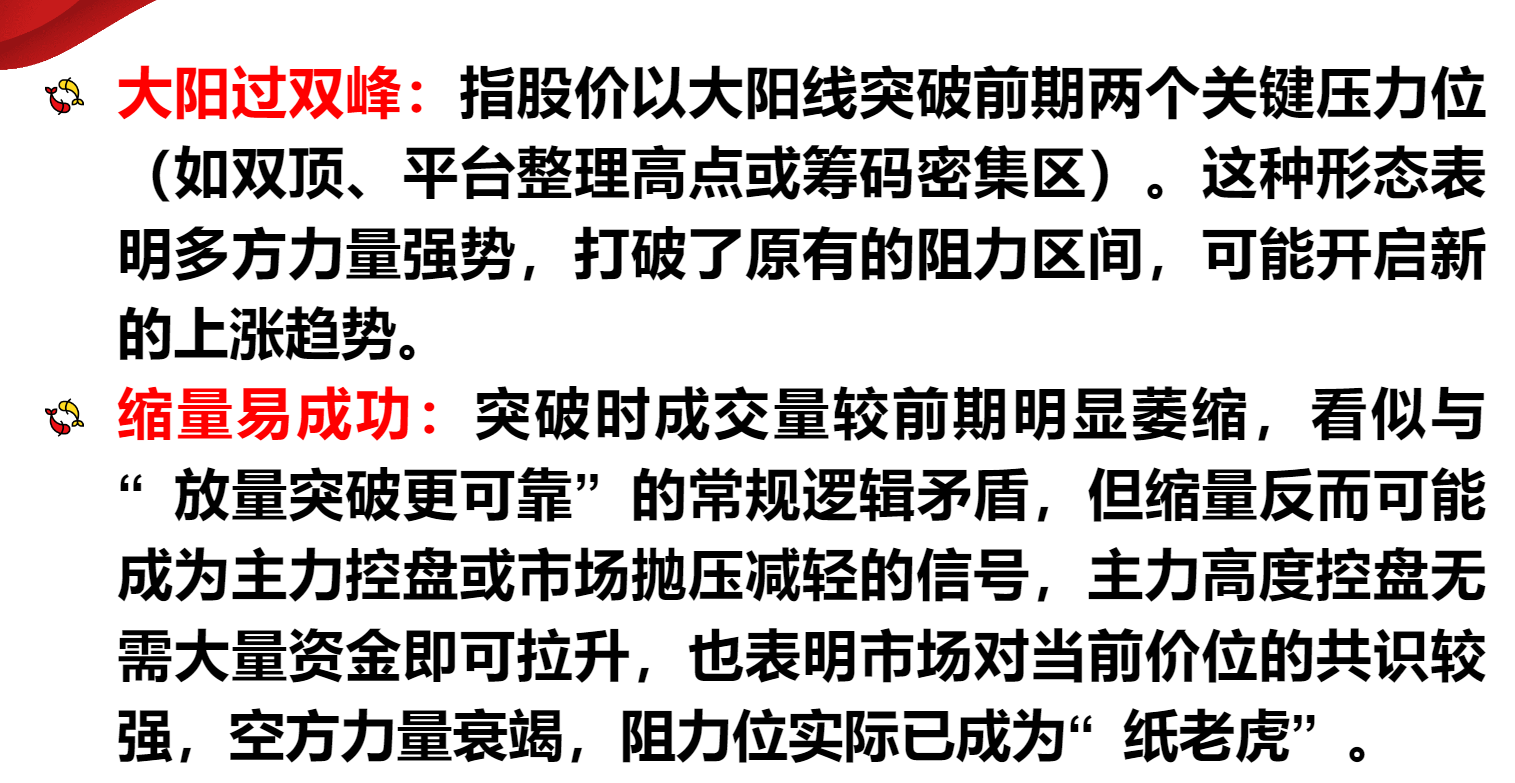 大阳过双峰：指股价以大阳线突破前期两个关键压力位
（如双顶、平台整理高点或筹码密集区）。这种形态表
明多方力量强势，打破了原有的阻力区间，可能开启新
的上涨趋势。
缩量易成功：突破时成交量较前期明显萎缩，看似与
“放量突破更可靠”的常规逻辑矛盾，但缩量反而可能
成为主力控盘或市场抛压减轻的信号，主力高度控盘无
需大量资金即可拉升，也表明市场对当前价位的共识较
强，空方力量衰竭，阻力位实际已成为“纸老虎”。